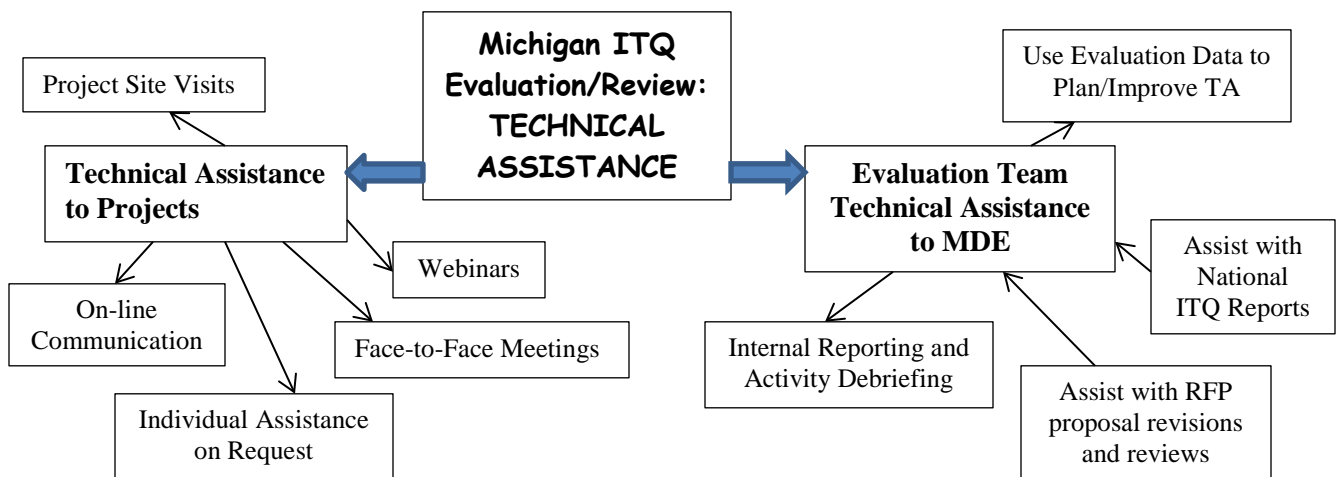 Michigan ITQ
Evaluation/Review:
TECHNICAL
ASSISTANCE
Project Site Visits
Technical Assistance
to Projects
Webinars
On-line
Communication
Face-to-Face Meetings
Individual Assistance
on Request
Use Evaluation Data to
Plan/Improve TA
Evaluation Team
Technical Assistance
to MDE
Assist with
National
ITQ Reports
Internal Reporting and
Activity Debriefing
Assist with RFP
proposal revisions
and reviews